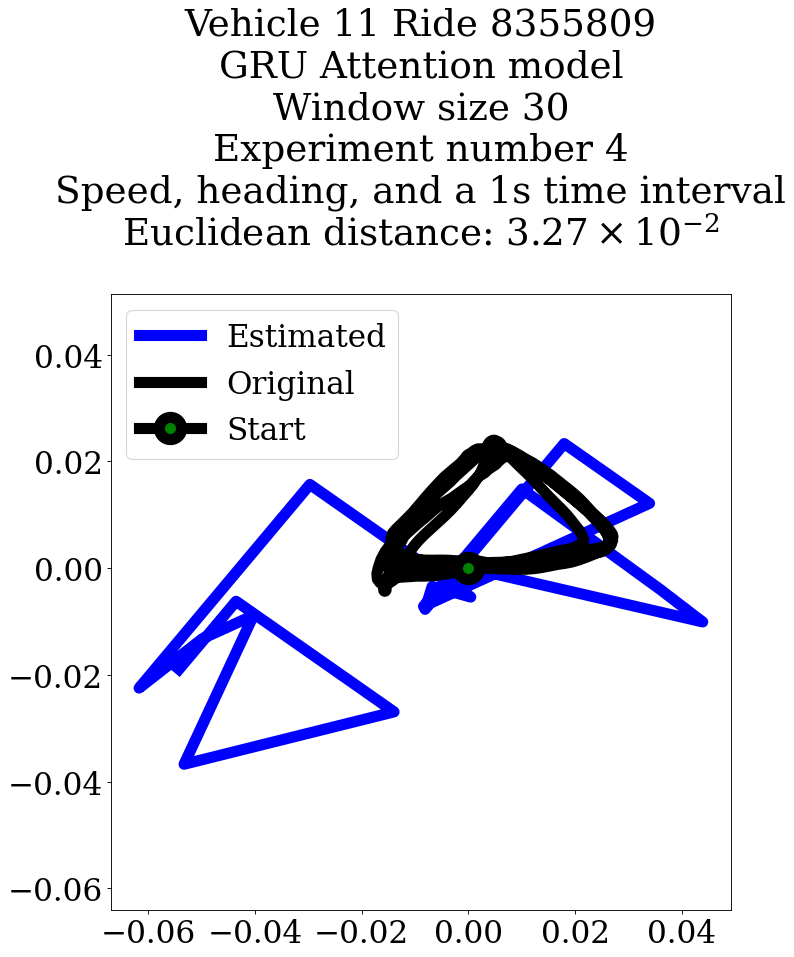 Vehicle 11 Ride 8355809
GRU Attention model
Window size 30
Experiment number 4
Speed, heading, and a 1s time interval
Euclidean distance: 3.27 × 10⁻²
Estimated
Original
Start
0.04
0.02
0.00
−0.02
−0.04
−0.06
−0.06 −0.04 −0.02 0.00 0.02 0.04